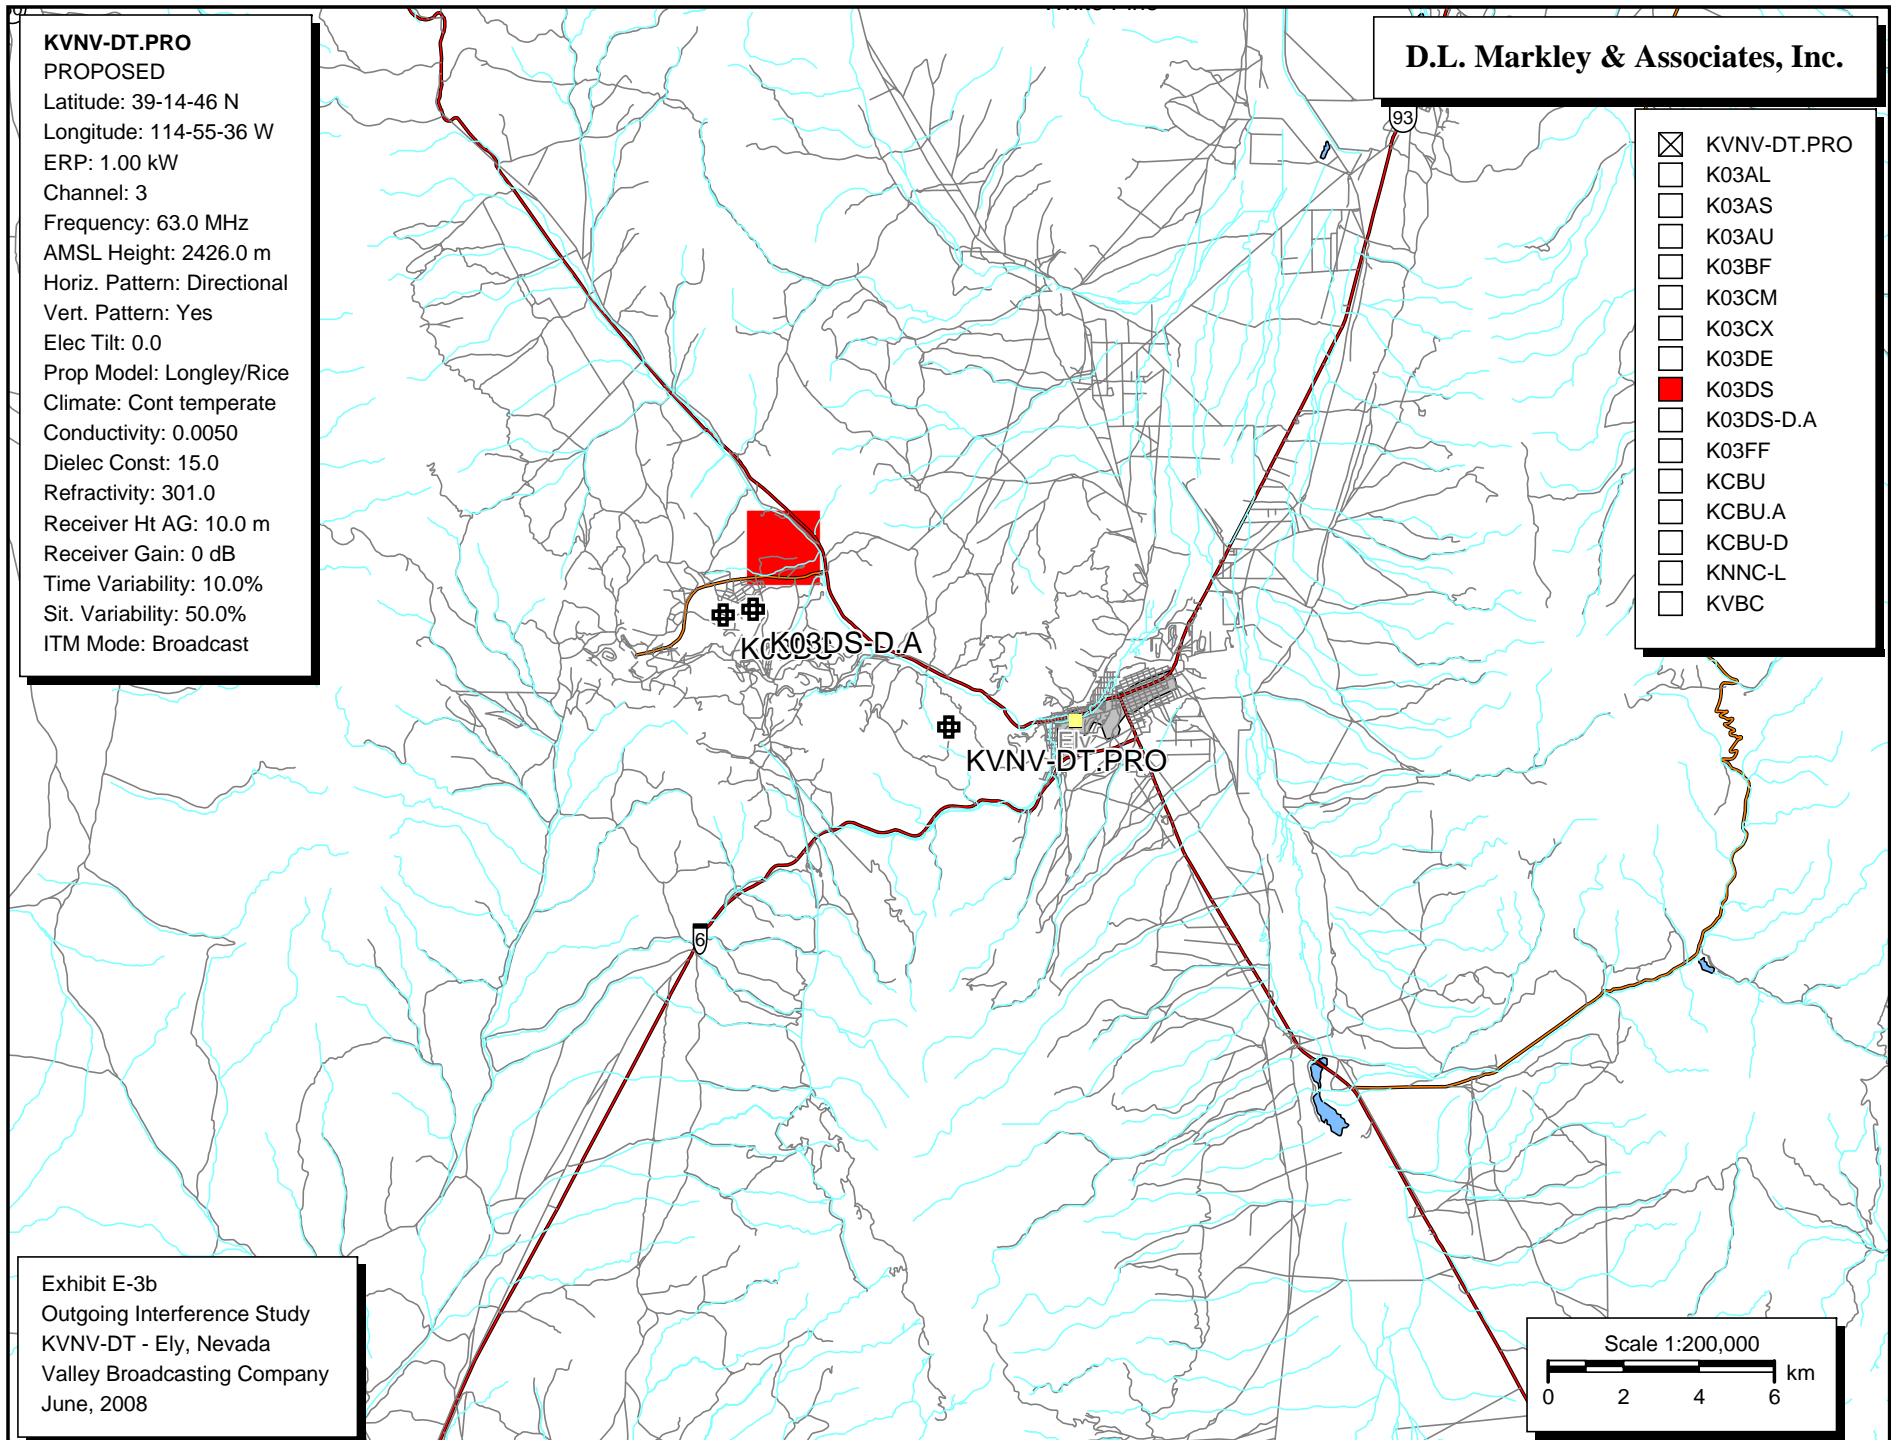 KVNV-DT.PRO
PROPOSED
Latitude: 39-14-46 N
Longitude: 114-55-36 W
ERP: 1.00 kW
Channel: 3
Frequency: 63.0 MHz
AMSL Height: 2426.0 m
Horiz. Pattern: Directional
Vert. Pattern: Yes
Elec Tilt: 0.0
Prop Model: Longley/Rice
Climate: Cont temperate
Conductivity: 0.0050
Dielec Const: 15.0
Refractivity: 301.0
Receiver Ht AG: 10.0 m
Receiver Gain: 0 dB
Time Variability: 10.0%
Sit. Variability: 50.0%
ITM Mode: Broadcast
D.L. Markley & Associates, Inc.
93
KVNV-DT.PRO
K03AL
K03AS
K03AU
K03BF
K03CM
K03CX
K03DE
K03DS
K03DS-D.A
K03FF
KCBU
KCBU.A
KCBU-D
KNNC-L
KVBC
K03DS-D.A
Ely
KVNV-DT.PRO
6
Exhibit E-3b
Outgoing Interference Study
KVNV-DT - Ely, Nevada
Valley Broadcasting Company
June, 2008
Scale 1:200,000
km
0 2 4 6